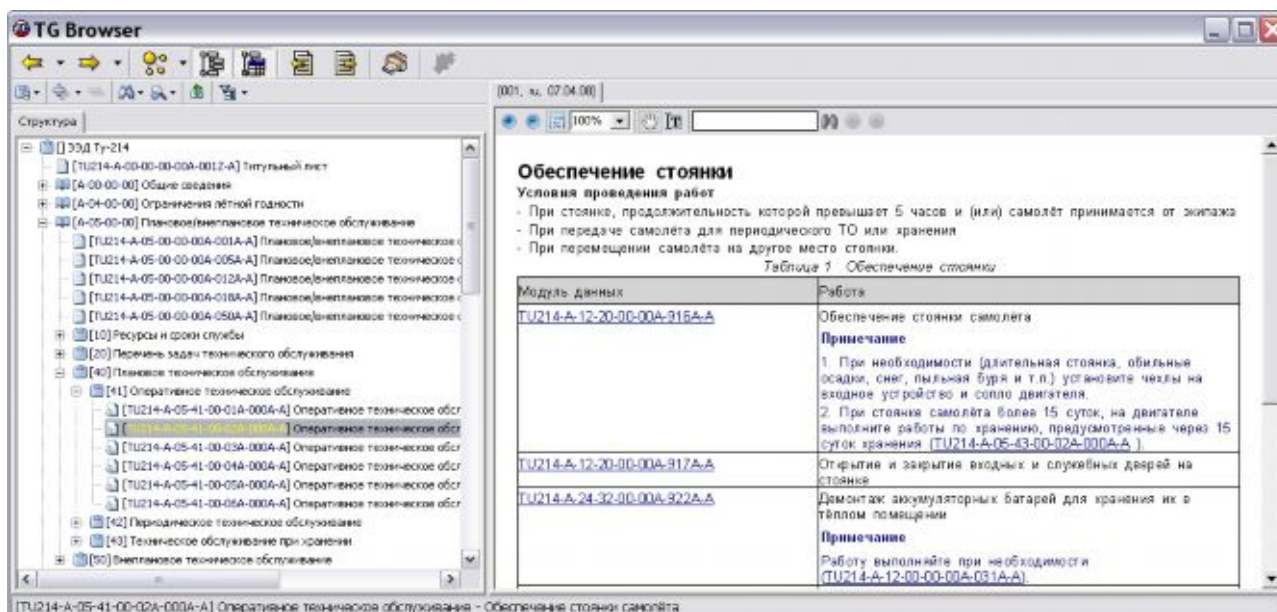 TG Browser
[001, ru, 07.04.08]
Структура
100%
[] ЭЭД Ту-214
[TU214-A-00-00-00-00A-001Z-A] Титульный лист
[A-00-00-00] Общие сведения
[A-04-00-00] Ограничения лётной годности
[A-05-00-00] Плановое/внеплановое техническое обслуживание
[TU214-A-05-00-00-00A-001A-A] Плановое/внеплановое техническое о
[TU214-A-05-00-00-00A-005A-A] Плановое/внеплановое техническое о
[TU214-A-05-00-00-00A-012A-A] Плановое/внеплановое техническое о
[TU214-A-05-00-00-00A-018A-A] Плановое/внеплановое техническое о
[TU214-A-05-00-00-00A-050A-A] Плановое/внеплановое техническое о
[10] Ресурсы и сроки службы
[20] Перечень задач технического обслуживания
[40] Плановое техническое обслуживание
[41] Оперативное техническое обслуживание
[TU214-A-05-41-00-01A-000A-A] Оперативное техническое обсл
[TU214-A-05-41-00-02A-000A-A] Оперативное техническое обсл
[TU214-A-05-41-00-03A-000A-A] Оперативное техническое обсл
[TU214-A-05-41-00-04A-000A-A] Оперативное техническое обсл
[TU214-A-05-41-00-05A-000A-A] Оперативное техническое обсл
[TU214-A-05-41-00-06A-000A-A] Оперативное техническое обсл
[42] Периодическое техническое обслуживание
[43] Техническое обслуживание при хранении
[50] Внеплановое техническое обслуживание
Обеспечение стоянки
Условия проведения работ
- При стоянке, продолжительность которой превышает 5 часов и (или) самолёт принимается от экипажа
- При передаче самолёта для периодического ТО или хранения
- При перемещении самолёта на другое место стоянки.
Таблица 1 Обеспечение стоянки
Модуль данных Работа
TU214-A-12-20-00-00A-916A-A Обеспечение стоянки самолёта
Примечание
1. При необходимости (длительная стоянка, обильные
осадки, снег, пыльная буря и т.п.) установите чехлы на
входное устройство и сопло двигателя.
2. При стоянке самолёта более 15 суток, на двигателе
выполните работы по хранению, предусмотренные через 15
суток хранения (TU214-A-05-43-00-02A-000A-A ).
TU214-A-12-20-00-00A-917A-A Открытие и закрытие входных и служебных дверей на
стоянке
TU214-A-24-32-00-00A-922A-A Демонтаж аккумуляторных батарей для хранения их в
тёплом помещении
Примечание
Работу выполняйте при необходимости
(TU214-A-12-00-00-00A-031A-A).
[TU214-A-05-41-00-02A-000A-A] Оперативное техническое обслуживание - Обеспечение стоянки самолёта